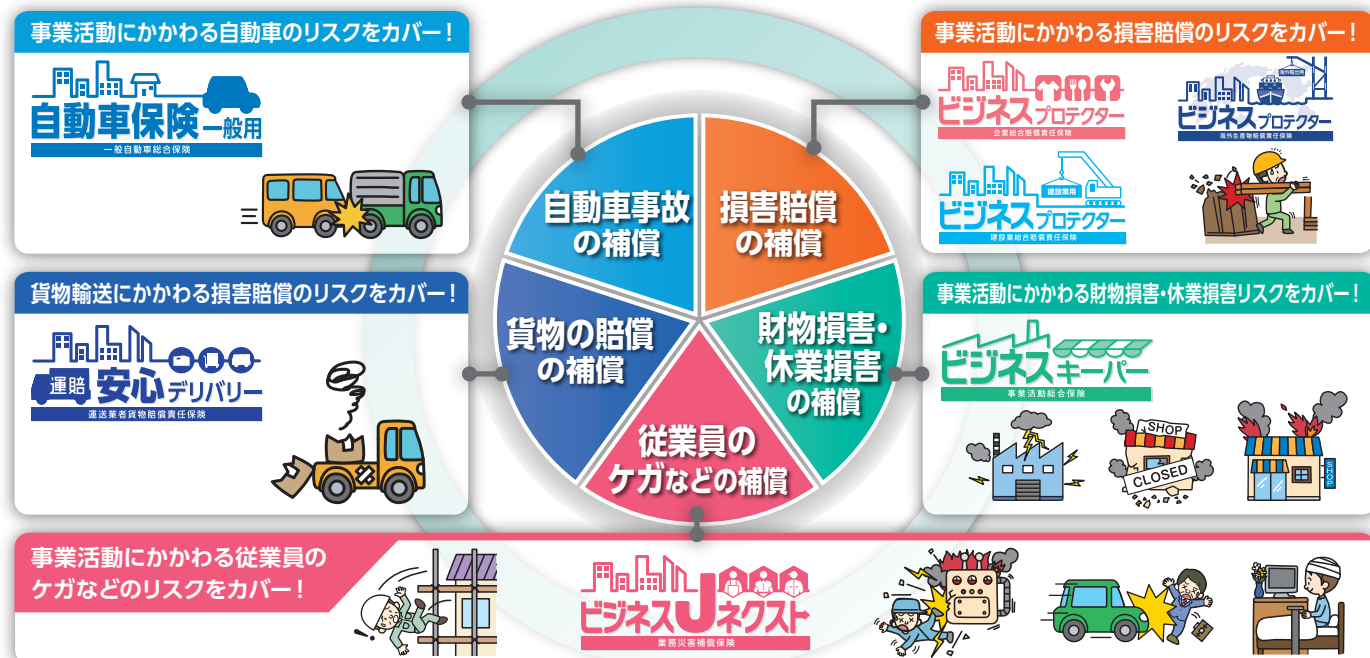 事業活動にかかわる自動車のリスクをカバー！
自動車保険 一般用
一般自動車総合保険
事業活動にかかわる損害賠償のリスクをカバー！
ビジネスプロテクター
企業総合賠償責任保険
海外輸出用
ビジネスプロテクター
海外生産物賠償責任保険
建設業用
ビジネスプロテクター
建設業総合賠償責任保険
自動車事故
の補償
損害賠償
の補償
貨物の賠償
の補償
財物損害・
休業損害
の補償
従業員の
ケガなどの補償
貨物輸送にかかわる損害賠償のリスクをカバー！
運賠 安心デリバリー
運送業者貨物賠償責任保険
事業活動にかかわる財物損害・休業損害リスクをカバー！
ビジネスキーパー
事業活動総合保険
SHOP
CLOSED
SHOP
事業活動にかかわる従業員の
ケガなどのリスクをカバー！
ビジネスJネクスト
業務災害補償保険